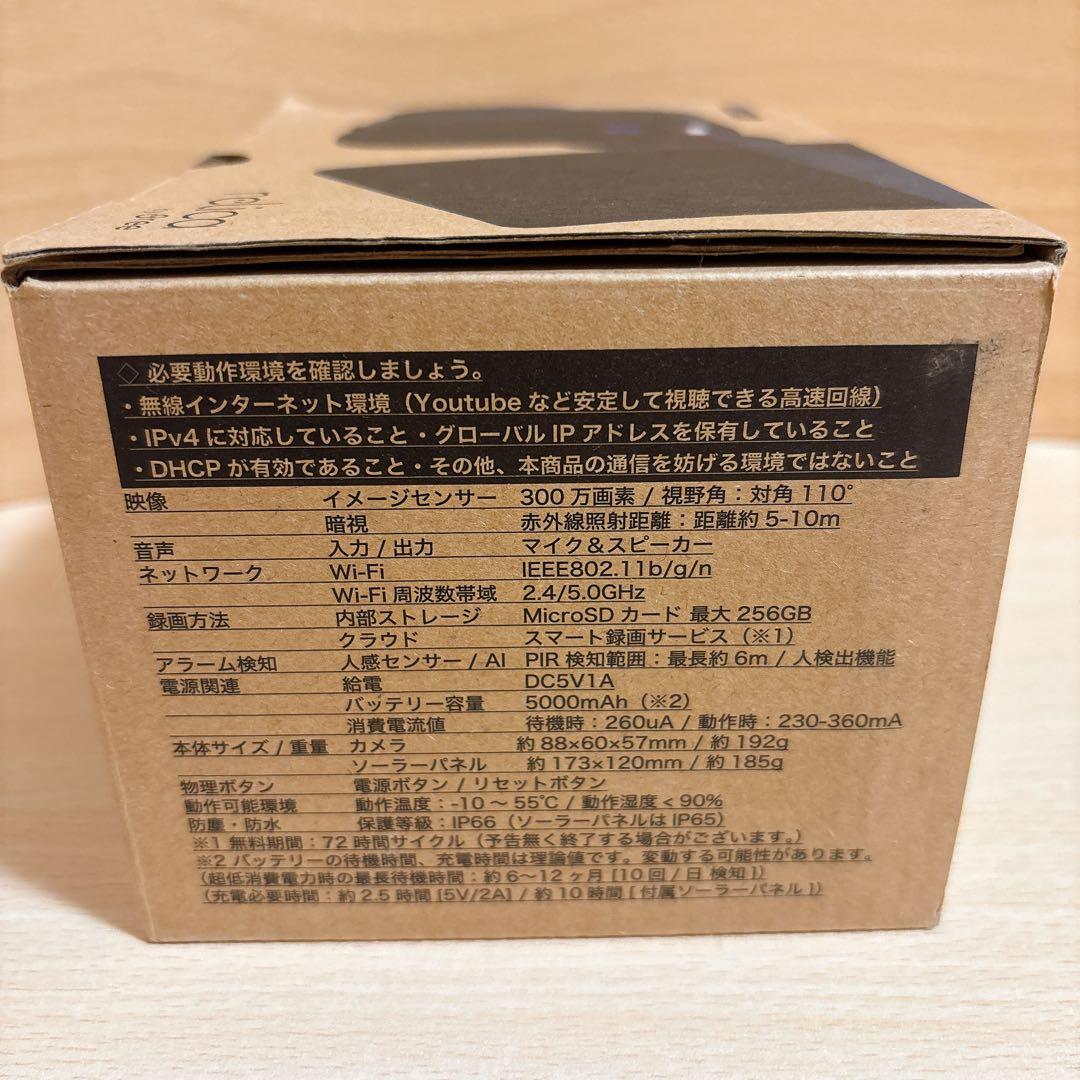 relica
◇ 必要動作環境を確認しましょう。
・無線インターネット環境（Youtube など安定して視聴できる高速回線）
・IPv4 に対応していること・グローバル IP アドレスを保有していること
・DHCP が有効であること・その他、本商品の通信を妨げる環境ではないこと
映像 イメージセンサー 300 万画素 / 視野角：対角 110°
暗視 赤外線照射距離：距離約 5-10m
音声 入力 / 出力 マイク＆スピーカー
ネットワーク Wi-Fi IEEE802.11b/g/n
Wi-Fi 周波数帯域 2.4/5.0GHz
録画方法 内部ストレージ MicroSD カード 最大 256GB
クラウド スマート録画サービス（※1）
アラーム検知 人感センサー / AI PIR 検知範囲：最長約 6m / 人検出機能
電源関連 給電 DC5V1A
バッテリー容量 5000mAh（※2）
消費電流値 待機時：260uA / 動作時：230-360mA
本体サイズ / 重量 カメラ 約 88×60×57mm / 約 192g
ソーラーパネル 約 173×120mm / 約 185g
物理ボタン 電源ボタン / リセットボタン
動作可能環境 動作温度：-10 ～ 55℃ / 動作湿度 < 90%
防塵・防水 保護等級：IP66（ソーラーパネルは IP65）
※1 無料期間：72 時間サイクル（予告無く終了する場合がございます。）
※2 バッテリーの待機時間、充電時間は理論値です。変動する可能性があります。
（超低消費電力時の最長待機時間：約 6～12 ヶ月 [10 回 / 日 検知 ]）
（充電必要時間：約 2.5 時間 [5V/2A] / 約 10 時間 [ 付属ソーラーパネル ]）